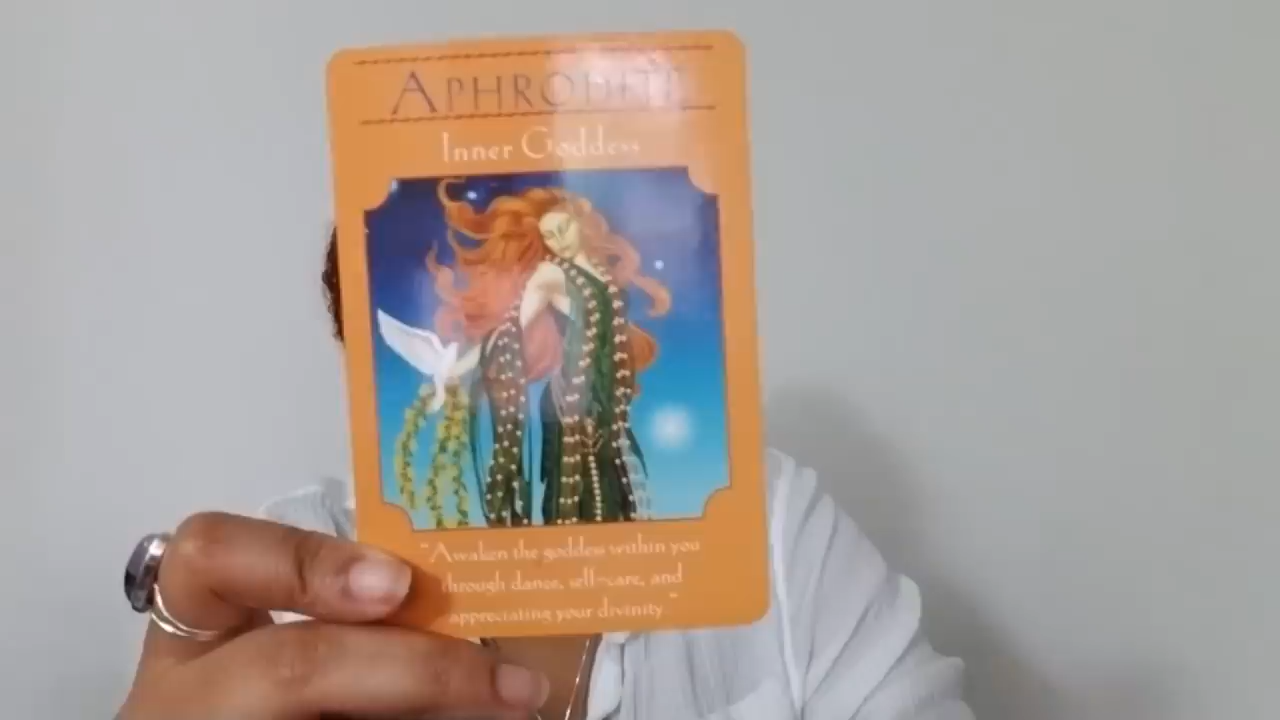 APHRODITE
Inner Goddess
"Awaken the goddess within you
through dance, self-care, and
appreciating your divinity."